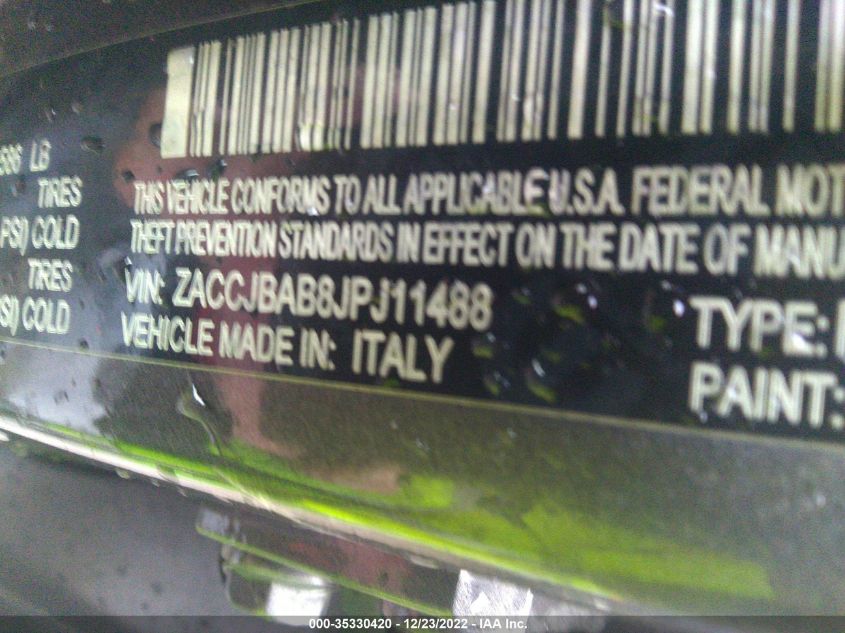 586 LB
TIRES
PSI) COLD
TIRES
SI) COLD
THIS VEHICLE CONFORMS TO ALL APPLICABLE U.S.A. FEDERAL MOT
THEFT PREVENTION STANDARDS IN EFFECT ON THE DATE OF MANU
VIN: ZACCJBAB8JPJ11488
VEHICLE MADE IN: ITALY
TYPE:
PAINT:
000-35330420 - 12/23/2022 - IAA Inc.